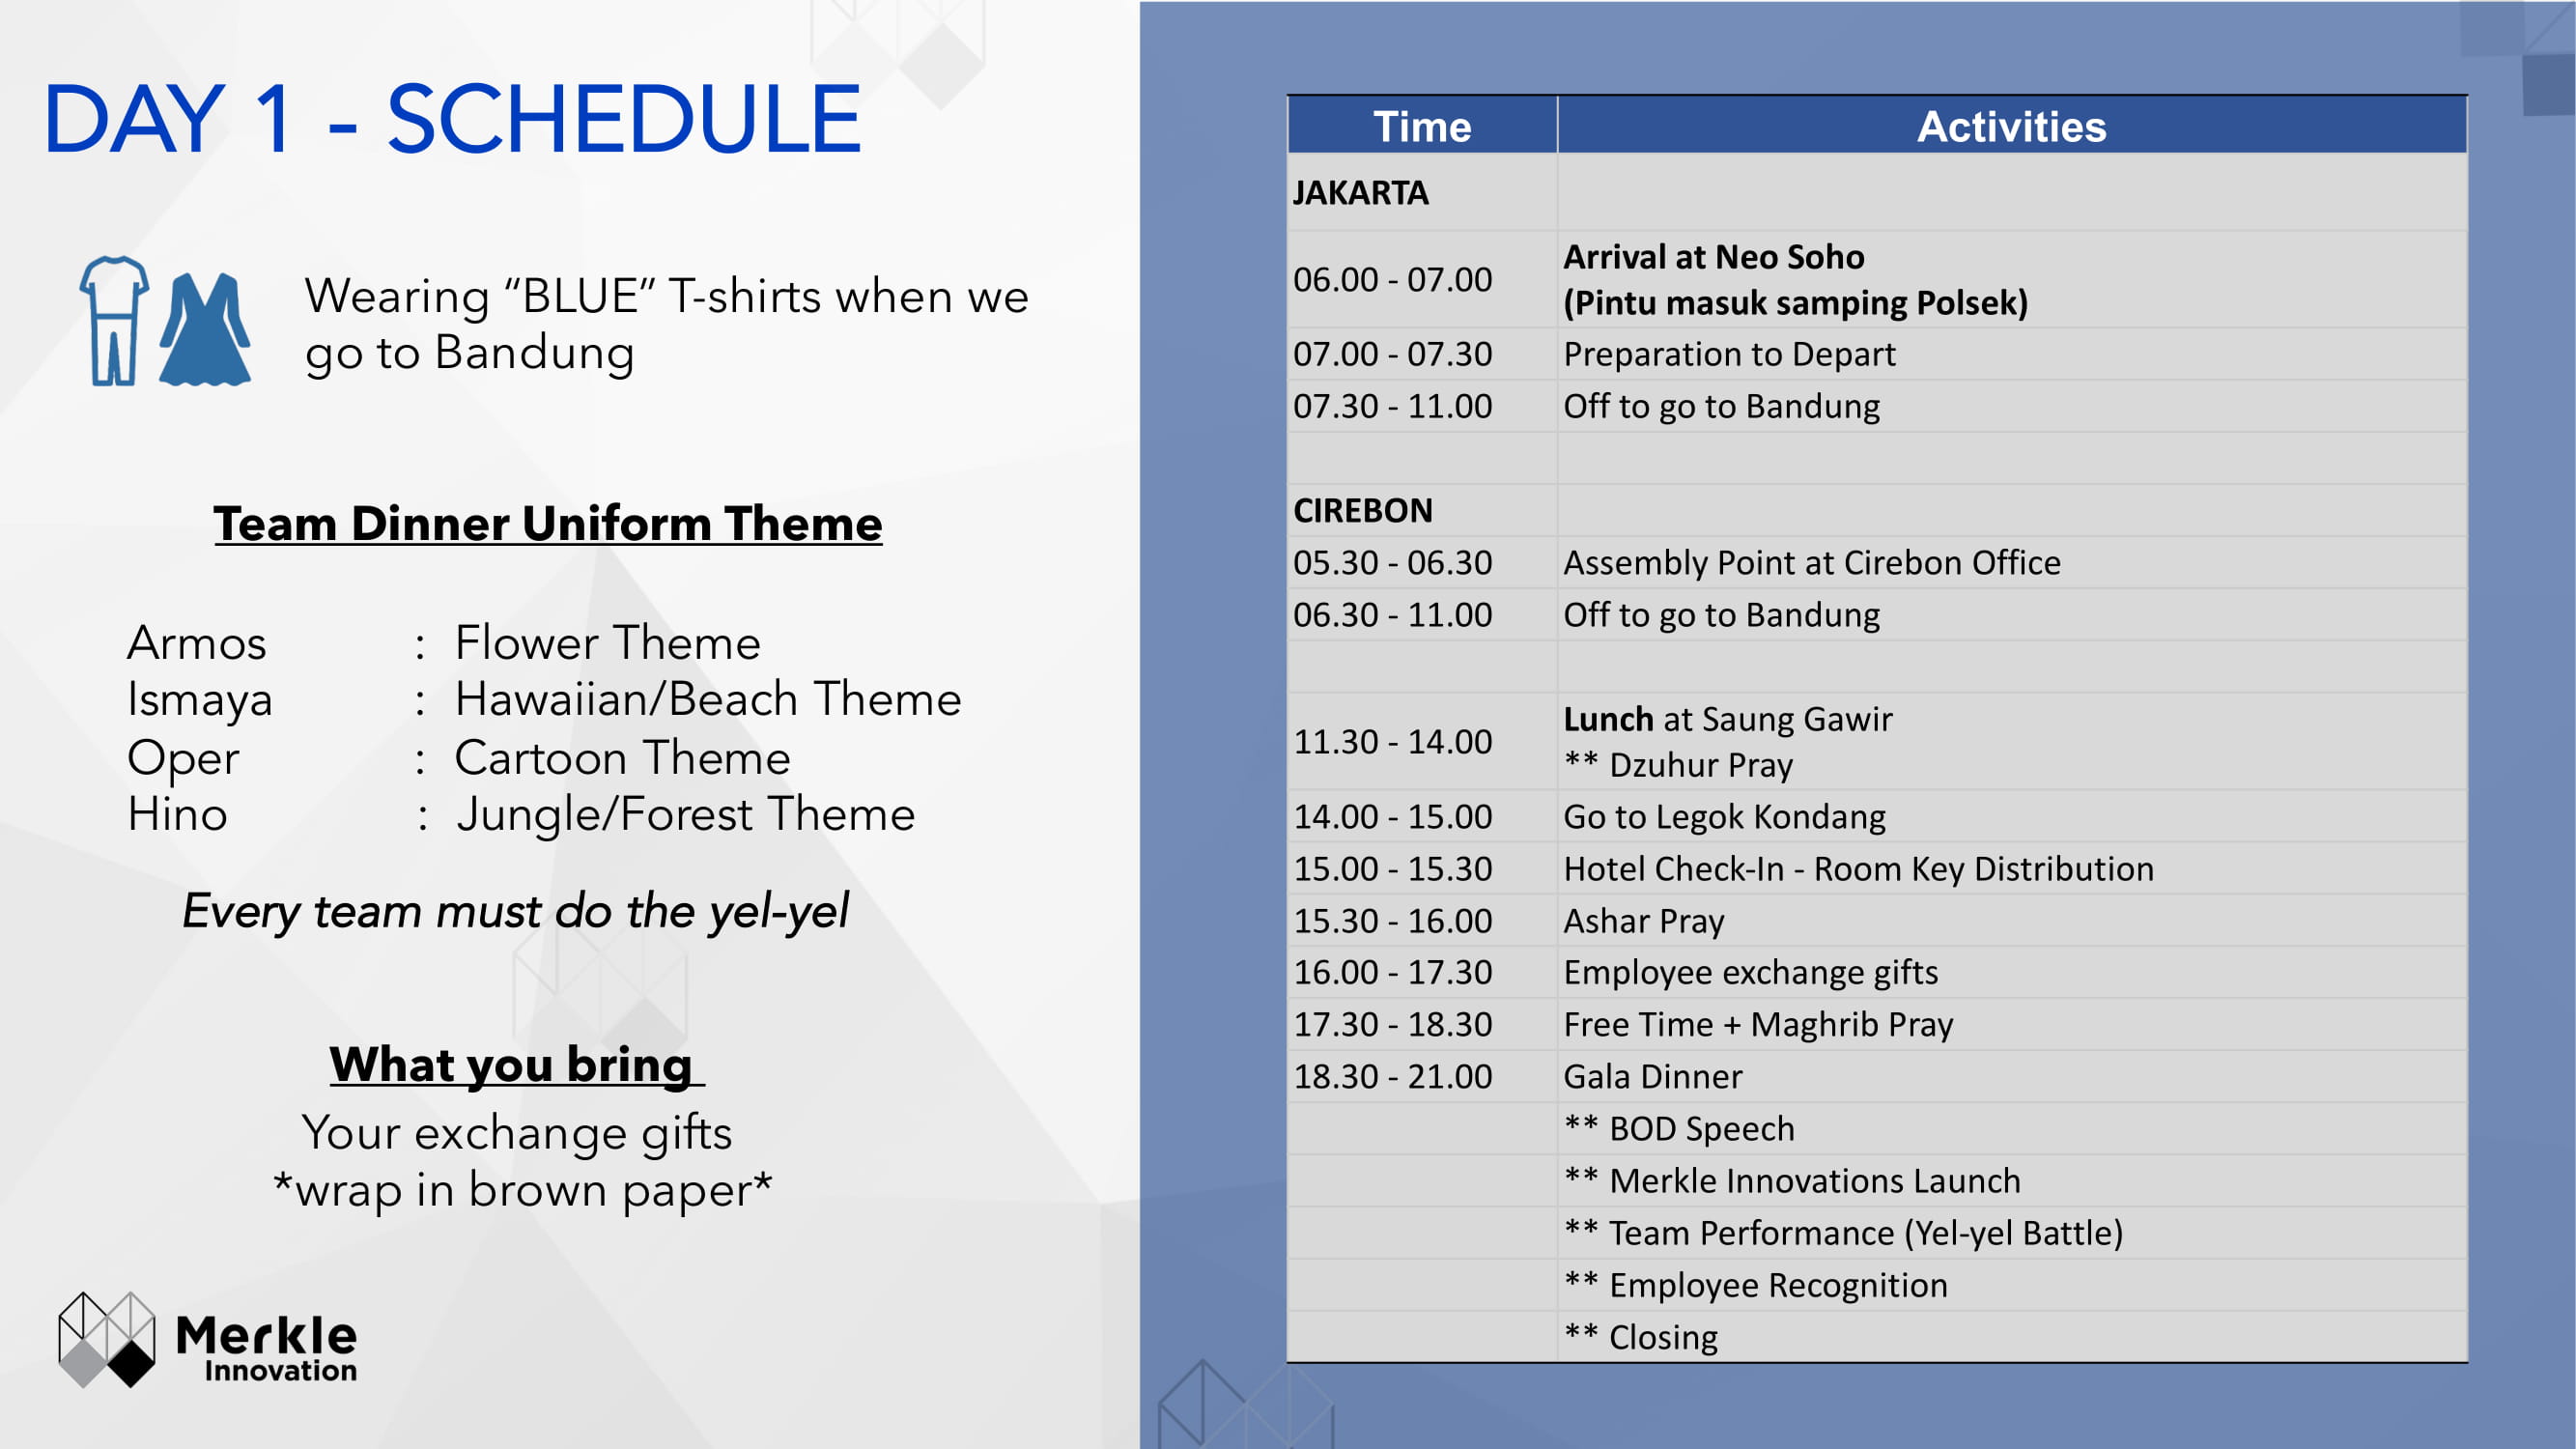 DAY 1 - SCHEDULE
Wearing “BLUE” T-shirts when we
go to Bandung
Team Dinner Uniform Theme
Armos : Flower Theme
Ismaya : Hawaiian/Beach Theme
Oper : Cartoon Theme
Hino : Jungle/Forest Theme
Every team must do the yel-yel
What you bring
Your exchange gifts
*wrap in brown paper*
Merkle
Innovation
Time Activities
JAKARTA
06.00 - 07.00 Arrival at Neo Soho
(Pintu masuk samping Polsek)
07.00 - 07.30 Preparation to Depart
07.30 - 11.00 Off to go to Bandung
CIREBON
05.30 - 06.30 Assembly Point at Cirebon Office
06.30 - 11.00 Off to go to Bandung
11.30 - 14.00 Lunch at Saung Gawir
** Dzuhur Pray
14.00 - 15.00 Go to Legok Kondang
15.00 - 15.30 Hotel Check-In - Room Key Distribution
15.30 - 16.00 Ashar Pray
16.00 - 17.30 Employee exchange gifts
17.30 - 18.30 Free Time + Maghrib Pray
18.30 - 21.00 Gala Dinner
** BOD Speech
** Merkle Innovations Launch
** Team Performance (Yel-yel Battle)
** Employee Recognition
** Closing